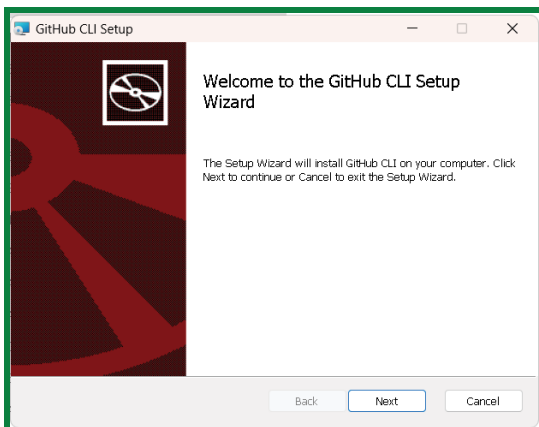 GitHub CLI Setup
Welcome to the GitHub CLI Setup
Wizard
The Setup Wizard will install GitHub CLI on your computer. Click
Next to continue or Cancel to exit the Setup Wizard.
Back Next Cancel